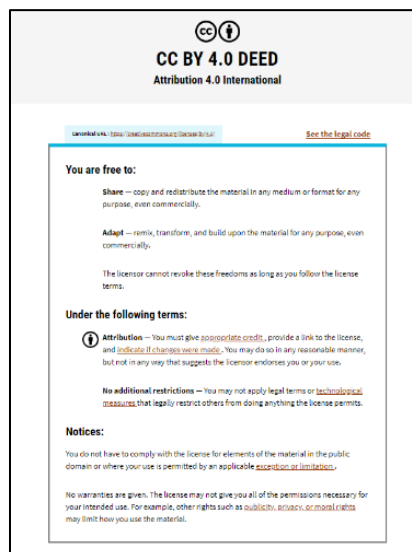 CC BY 4.0 DEED
Attribution 4.0 International
Canonical URL : https://creativecommons.org/licenses/by/4.0/
See the legal code
You are free to:
Share — copy and redistribute the material in any medium or format for any
purpose, even commercially.
Adapt — remix, transform, and build upon the material for any purpose, even
commercially.
The licensor cannot revoke these freedoms as long as you follow the license
terms.
Under the following terms:
Attribution — You must give appropriate credit , provide a link to the license,
and indicate if changes were made . You may do so in any reasonable manner,
but not in any way that suggests the licensor endorses you or your use.
No additional restrictions — You may not apply legal terms or technological
measures that legally restrict others from doing anything the license permits.
Notices:
You do not have to comply with the license for elements of the material in the public
domain or where your use is permitted by an applicable exception or limitation .
No warranties are given. The license may not give you all of the permissions necessary for
your intended use. For example, other rights such as publicity, privacy, or moral rights
may limit how you use the material.